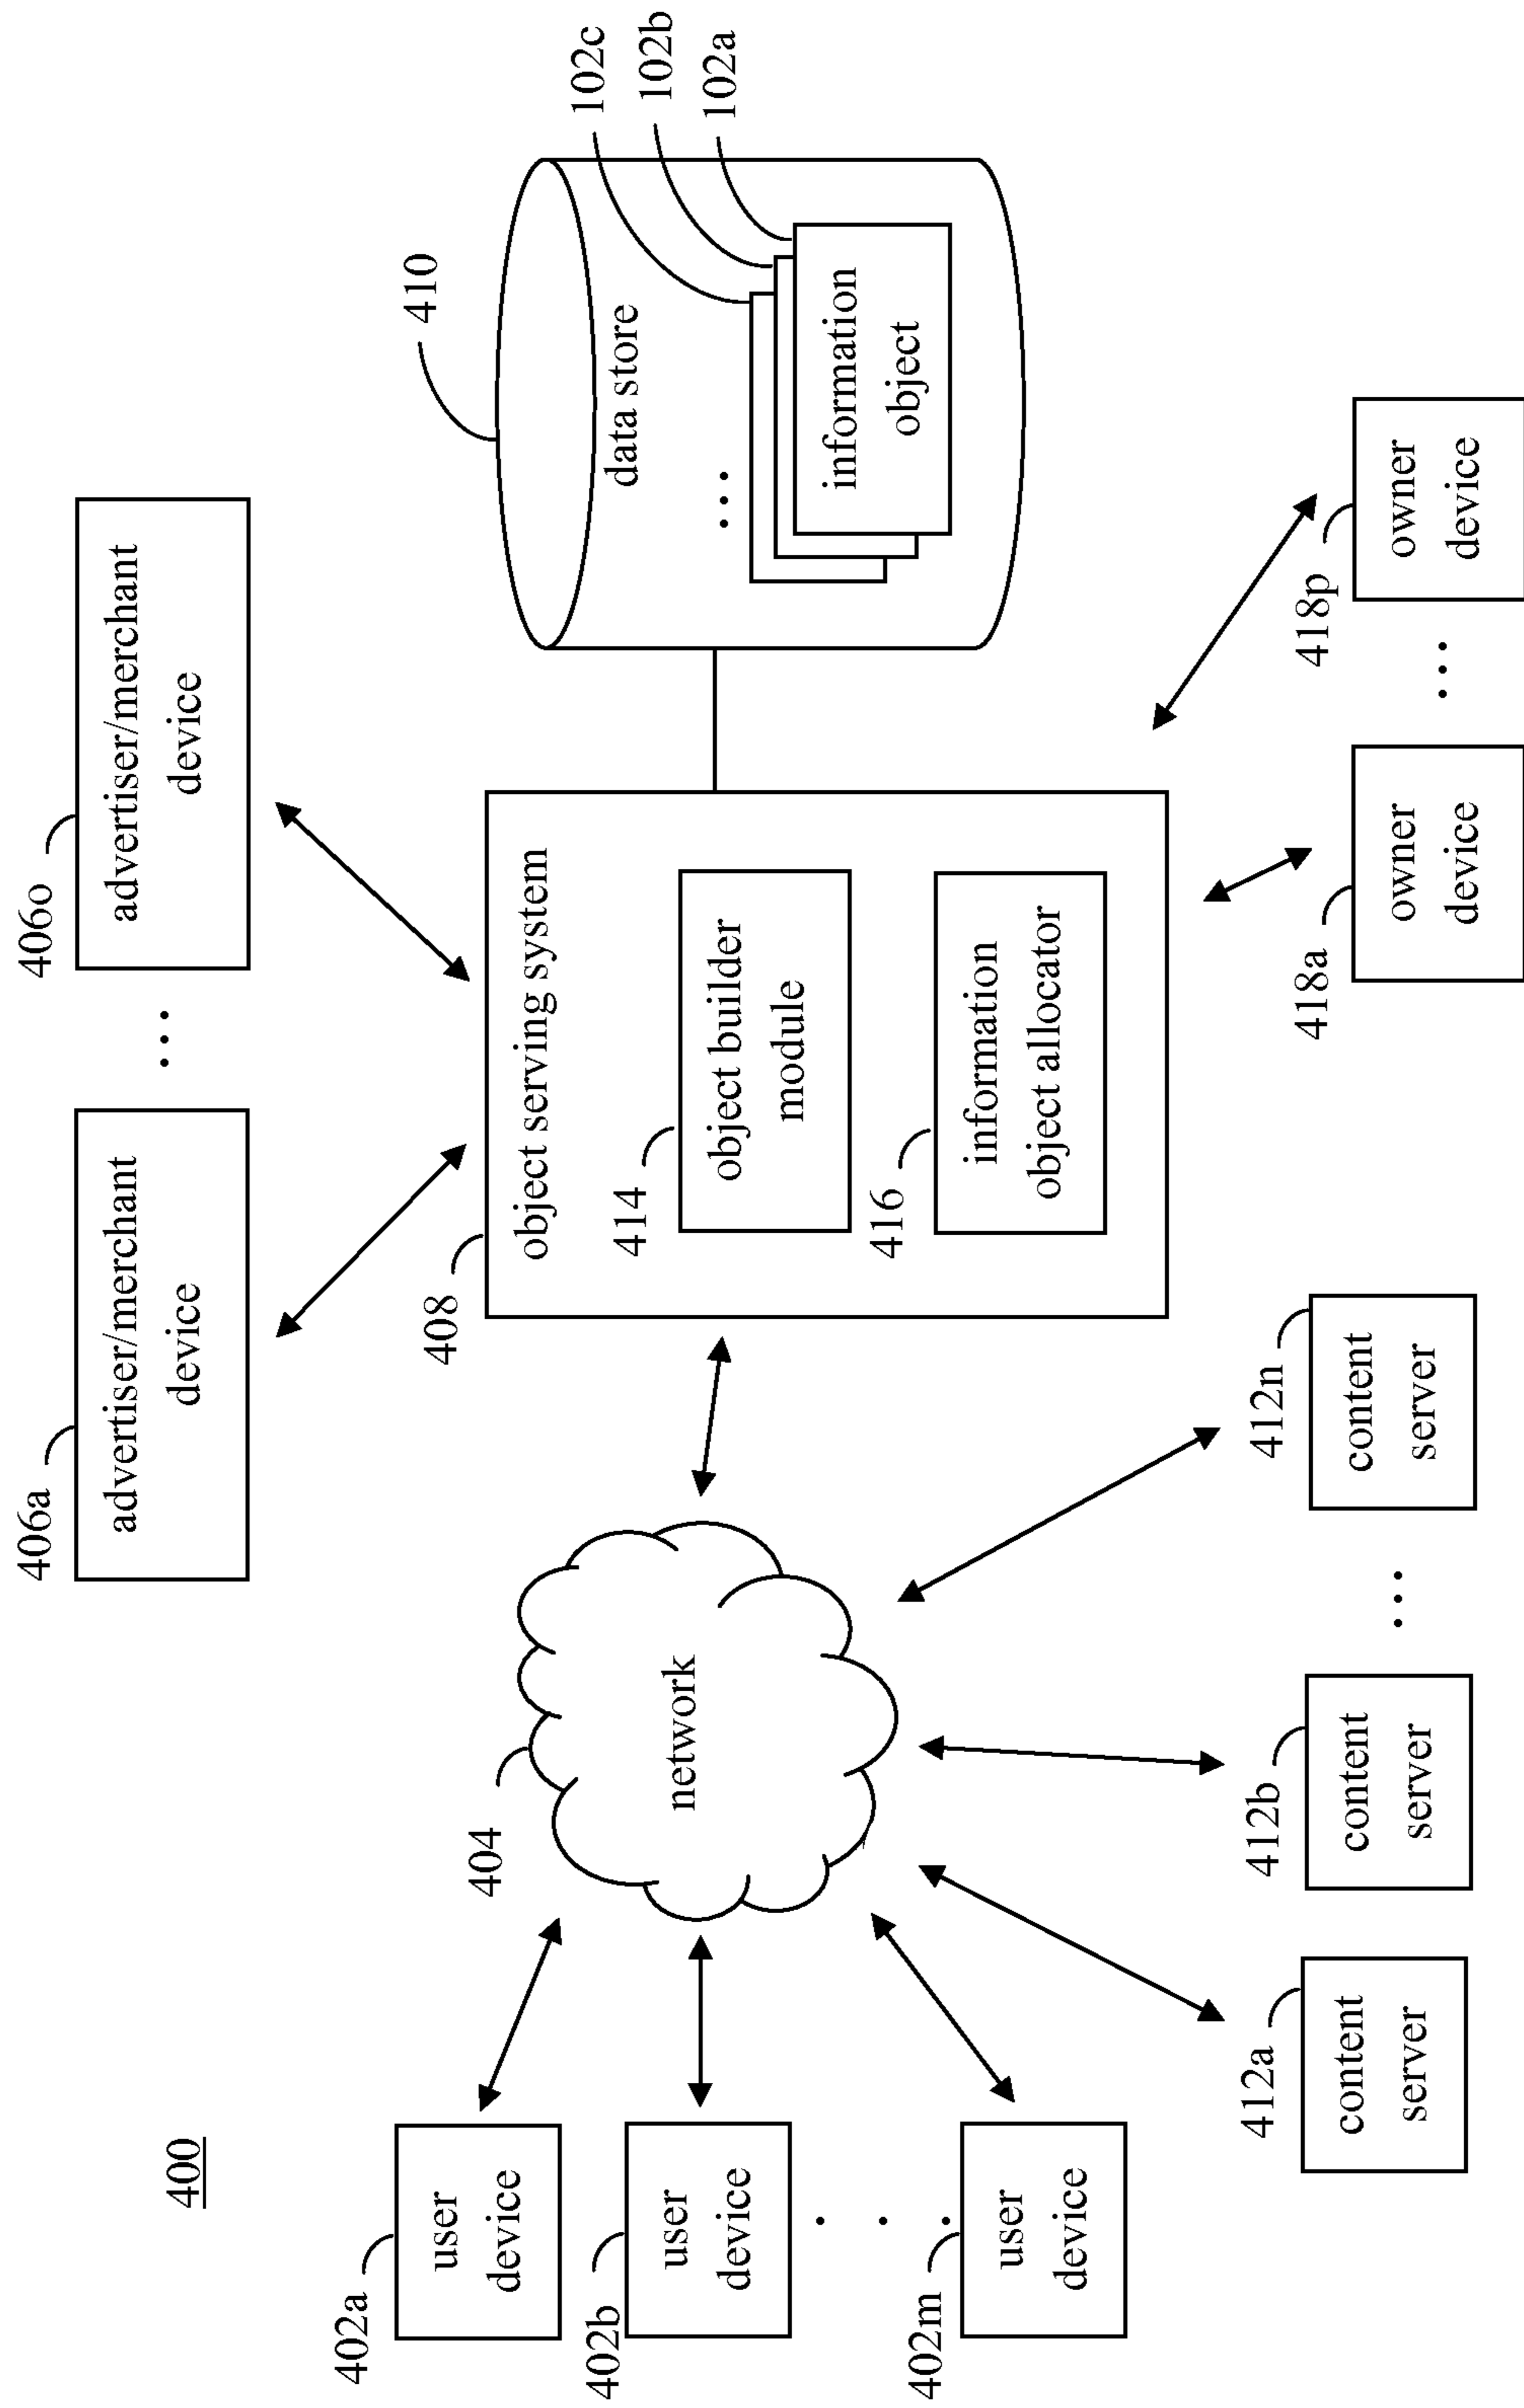 400
406a
advertiser/merchant
device
...
406o
advertiser/merchant
device
402a
user
device
402b
user
device
. . .
402m
user
device
404
network
408
object serving system
414
object builder
module
416
information
object allocator
410
data store
...
information
object
102c
102b
102a
412a
content
server
412b
content
server
...
412n
content
server
418a
owner
device
...
418p
owner
device